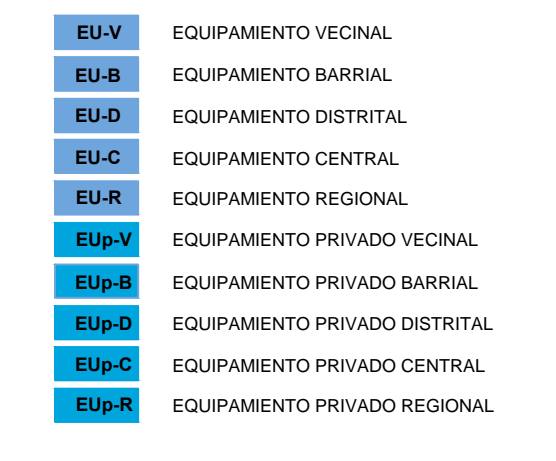 EU-V EQUIPAMIENTO VECINAL
EU-B EQUIPAMIENTO BARRIAL
EU-D EQUIPAMIENTO DISTRITAL
EU-C EQUIPAMIENTO CENTRAL
EU-R EQUIPAMIENTO REGIONAL
EUp-V EQUIPAMIENTO PRIVADO VECINAL
EUp-B EQUIPAMIENTO PRIVADO BARRIAL
EUp-D EQUIPAMIENTO PRIVADO DISTRITAL
EUp-C EQUIPAMIENTO PRIVADO CENTRAL
EUp-R EQUIPAMIENTO PRIVADO REGIONAL